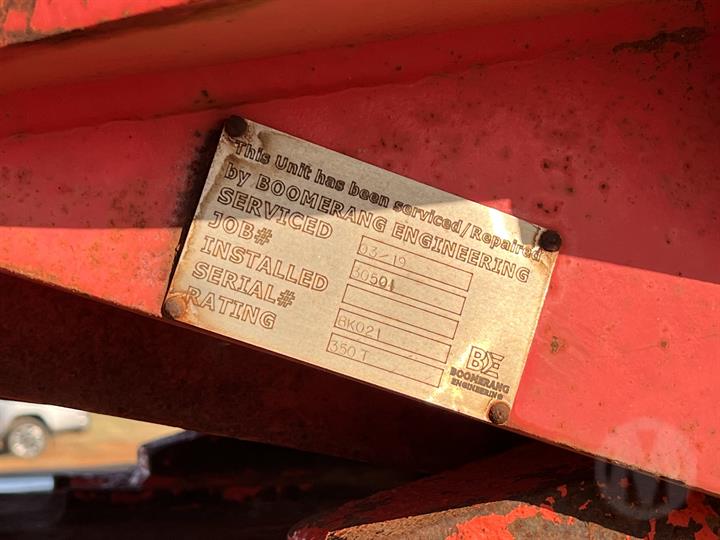 This Unit has been serviced/Repaired
by BOOMERANG ENGINEERING
SERVICED 03/19
JOB# 30501
INSTALLED
SERIAL# BK021
RATING 350 T
BE
BOOMERANG
ENGINEERING
M